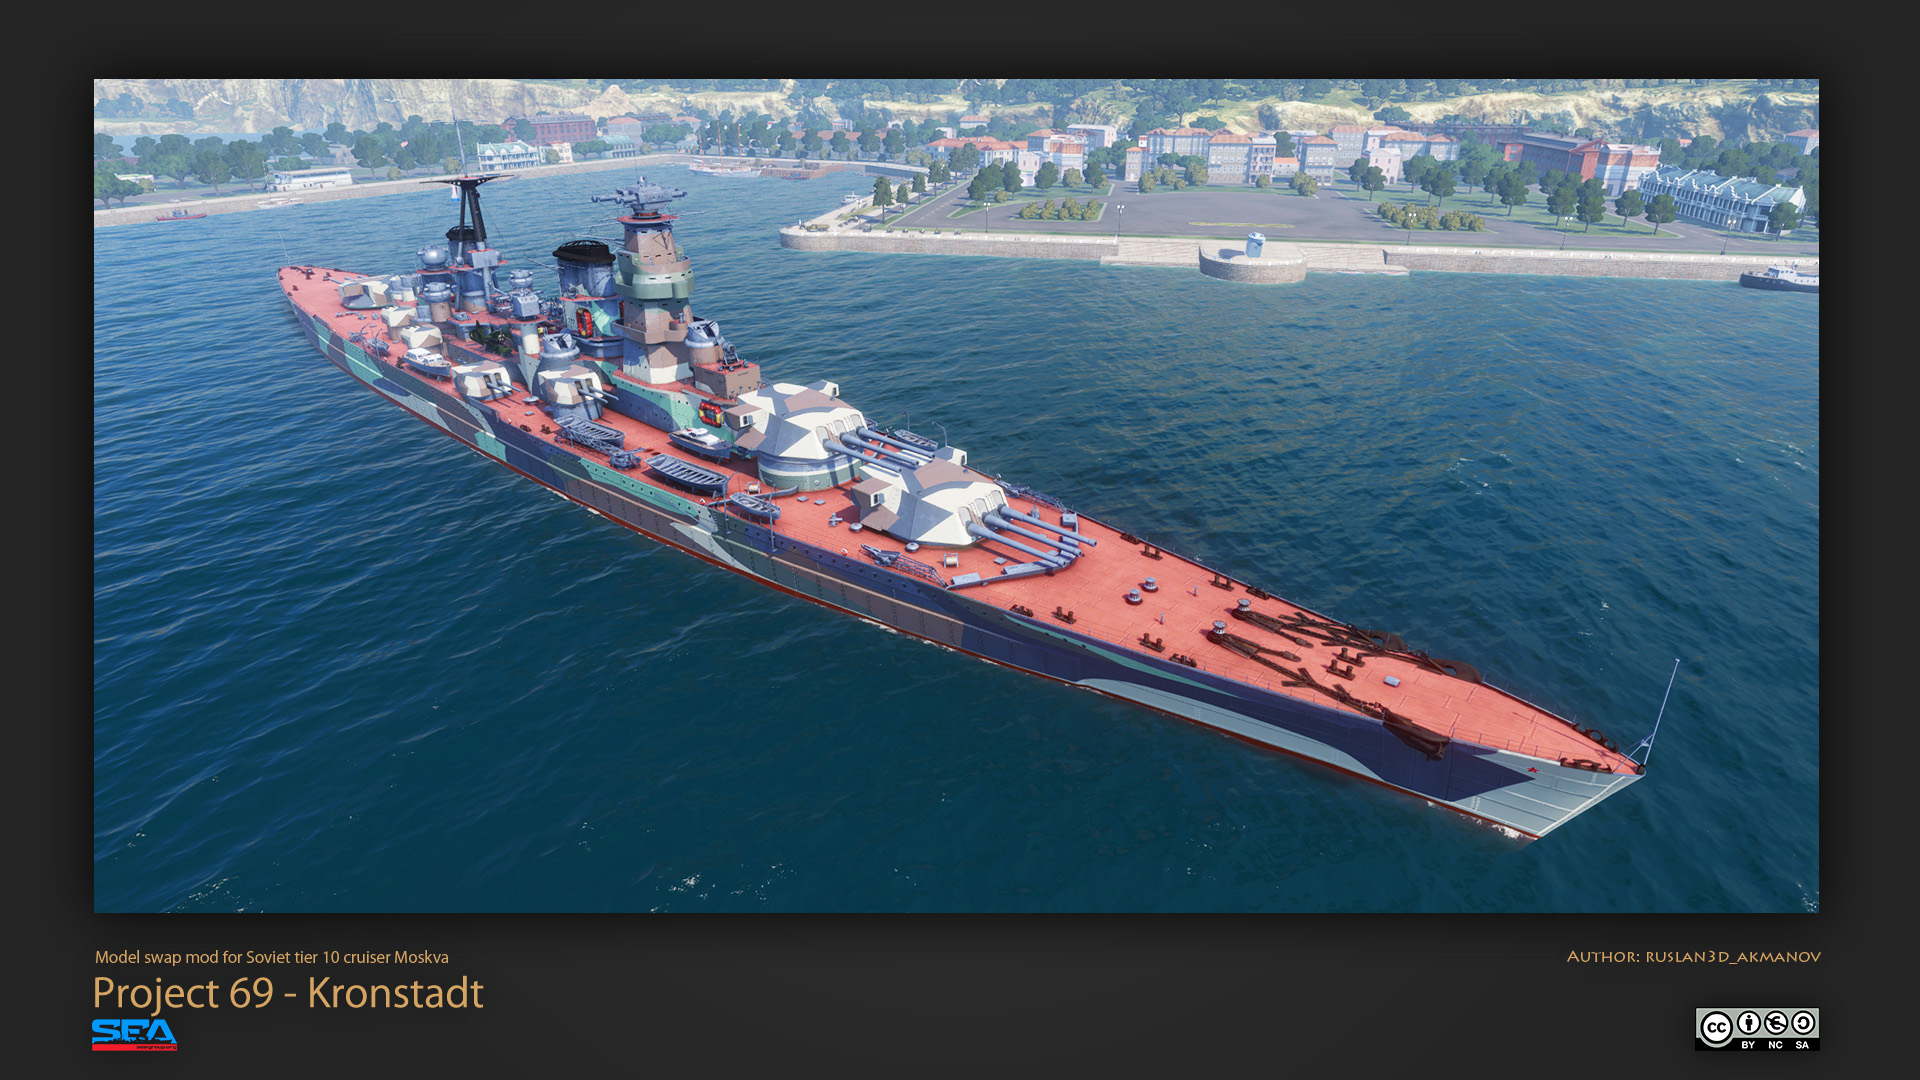 Model swap mod for Soviet tier 10 cruiser Moskva
Project 69 - Kronstadt
SEA
Author: ruslan3d_akmanov
cc
BY NC SA